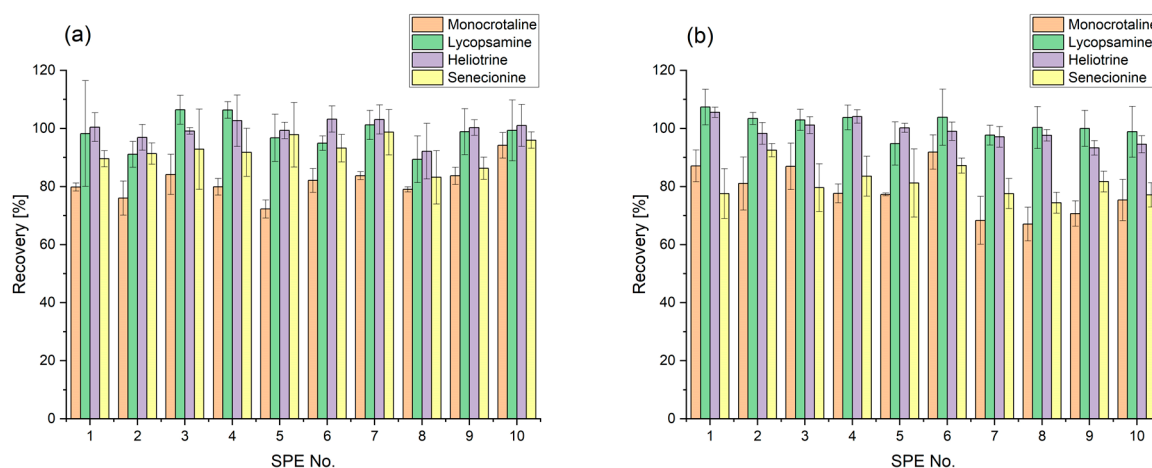 (a)
Monocrotaline
Lycopsamine
Heliotrine
Senecionine
120
100
80
60
40
20
0
Recovery [%]
1 2 3 4 5 6 7 8 9 10
SPE No.
(b)
Monocrotaline
Lycopsamine
Heliotrine
Senecionine
120
100
80
60
40
20
0
Recovery [%]
1 2 3 4 5 6 7 8 9 10
SPE No.